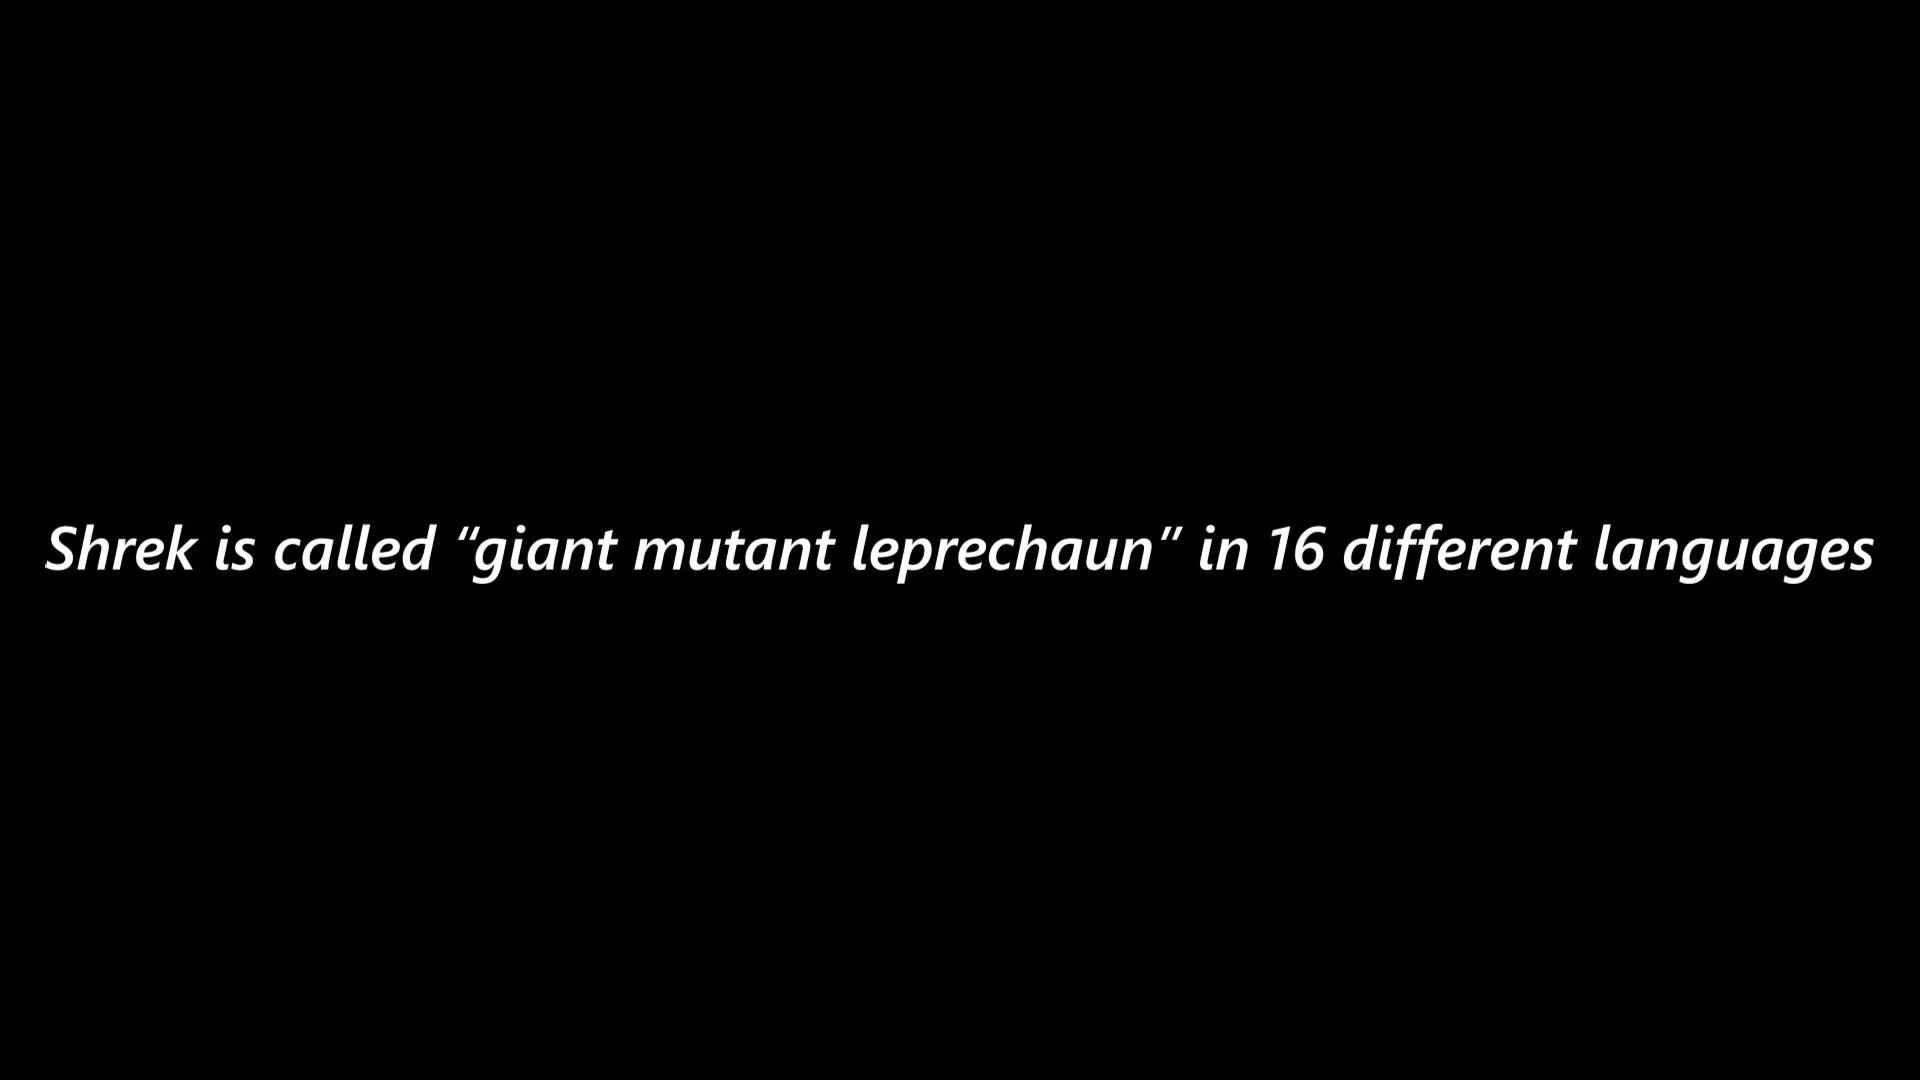 Shrek is called “giant mutant leprechaun” in 16 different languages